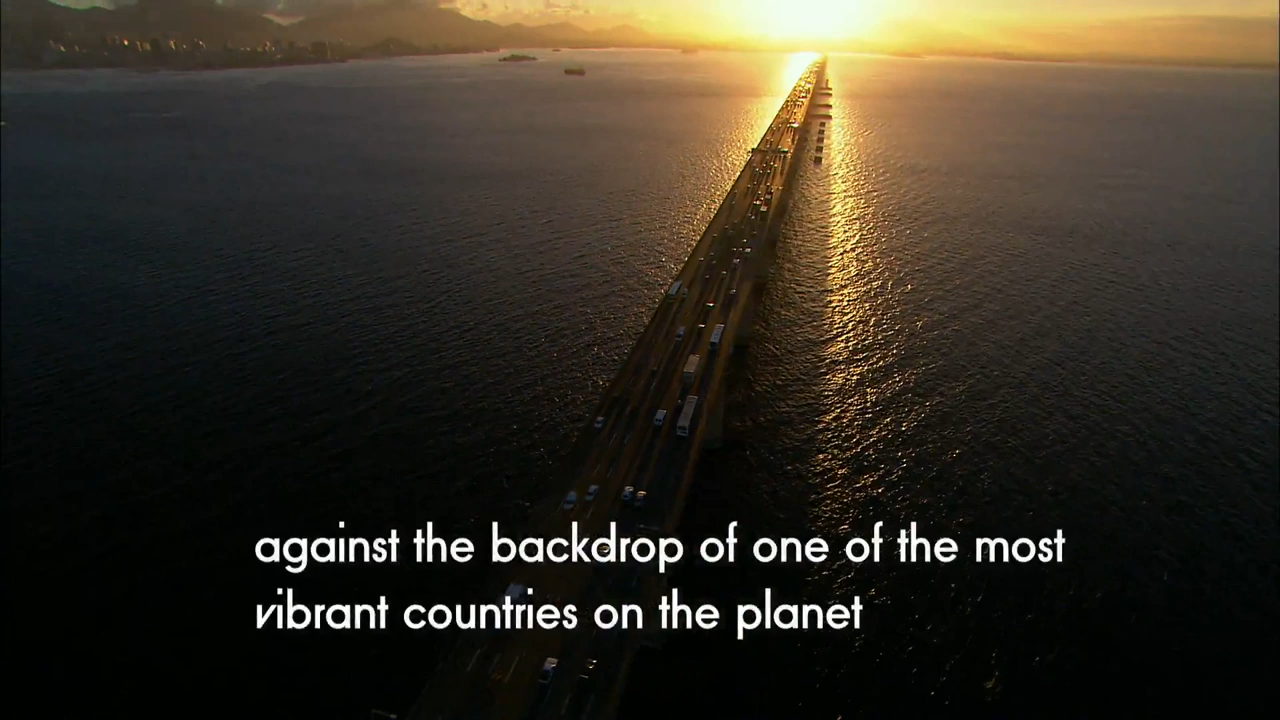 against the backdrop of one of the most
vibrant countries on the planet